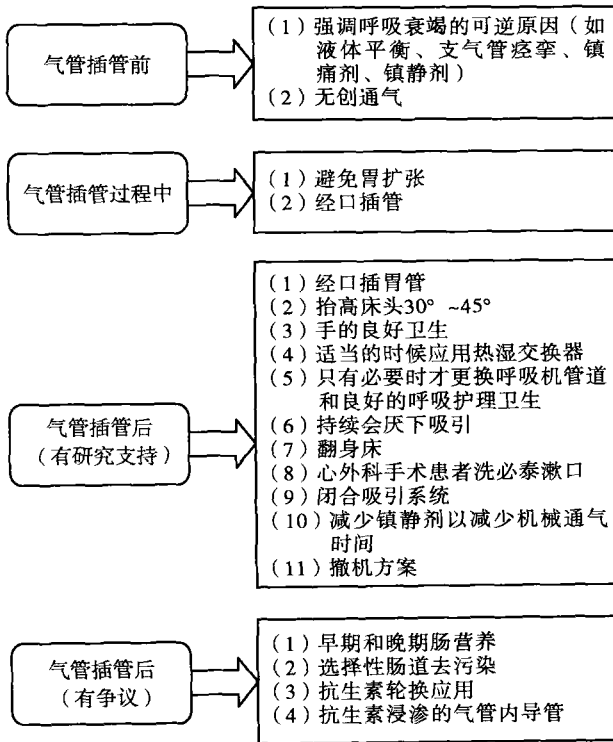 气管插管前
(1)强调呼吸衰竭的可逆原因(如
液体平衡、支气管痉挛、镇
痛剂、镇静剂)
(2)无创通气
气管插管过程中
(1)避免胃扩张
(2)经口插管
气管插管后
(有研究支持)
(1)经口插胃管
(2)抬高床头30° ~45°
(3)手的良好卫生
(4)适当的时候应用热湿交换器
(5)只有必要时才更换呼吸机管道
和良好的呼吸护理卫生
(6)持续会厌下吸引
(7)翻身床
(8)心外科手术患者洗必泰漱口
(9)闭合吸引系统
(10)减少镇静剂以减少机械通气
时间
(11)撤机方案
气管插管后
(有争议)
(1)早期和晚期肠营养
(2)选择性肠道去污染
(3)抗生素轮换应用
(4)抗生素浸渗的气管内导管